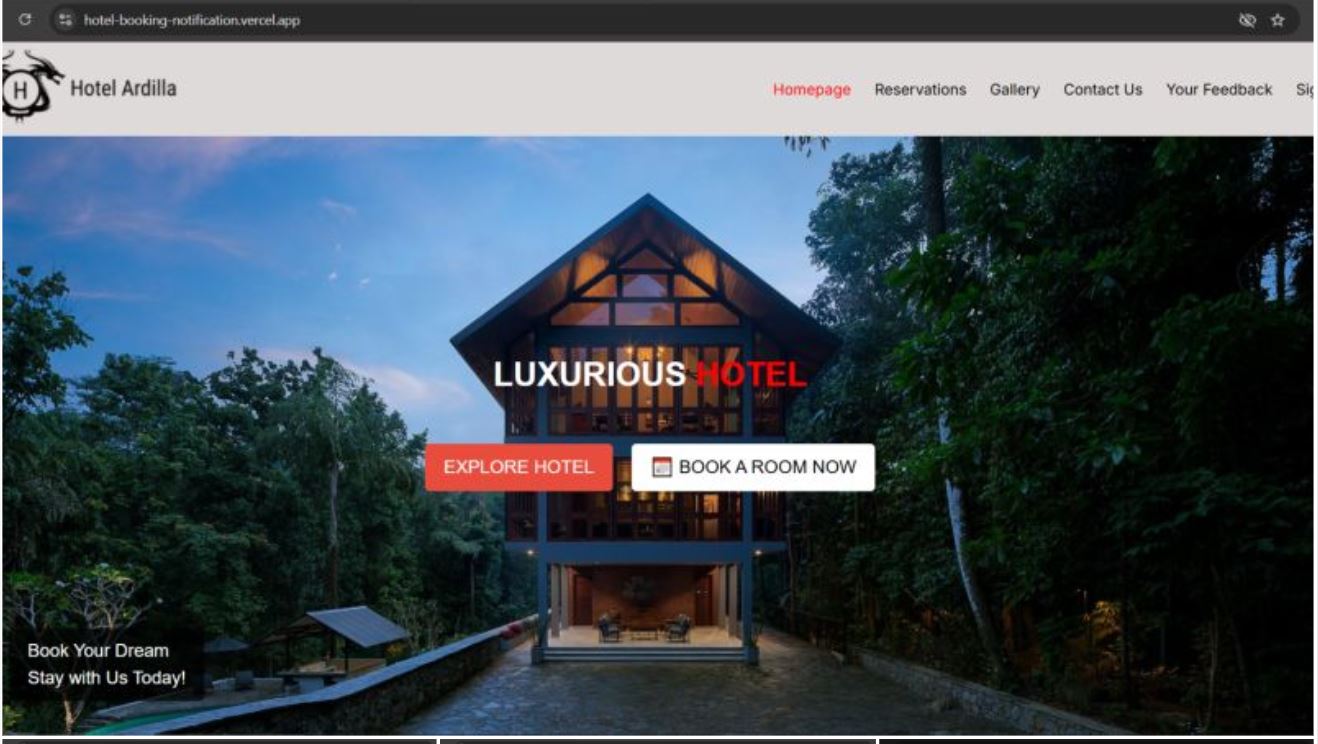 hotel-booking-notification.vercel.app
H
Hotel Ardilla
Homepage Reservations Gallery Contact Us Your Feedback
LUXURIOUS HOTEL
EXPLORE HOTEL
BOOK A ROOM NOW
Book Your Dream
Stay with Us Today!